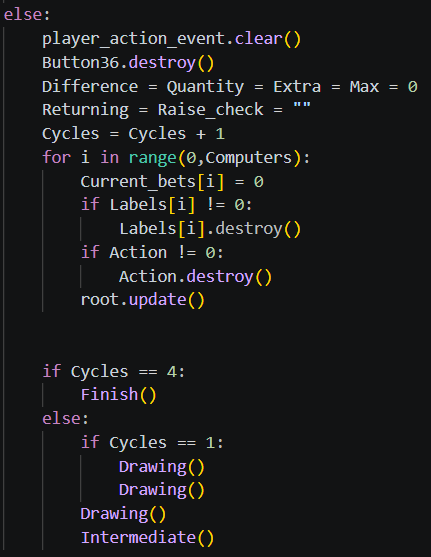 else:
player_action_event.clear()
Button36.destroy()
Difference = Quantity = Extra = Max = 0
Returning = Raise_check = ""
Cycles = Cycles + 1
for i in range(0,Computers):
Current_bets[i] = 0
if Labels[i] != 0:
Labels[i].destroy()
if Action != 0:
Action.destroy()
root.update()
if Cycles == 4:
Finish()
else:
if Cycles == 1:
Drawing()
Drawing()
Drawing()
Intermediate()